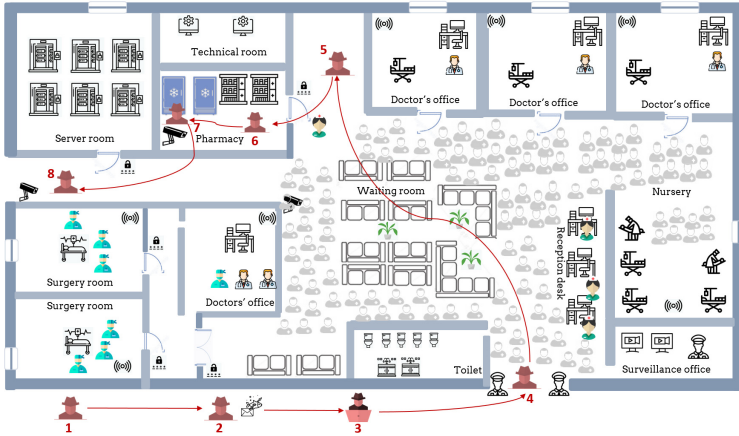 Technical room
Server room
Pharmacy
Doctor's office
Doctor's office
Doctor's office
5
7
6
8
Waiting room
Nursery
Reception desk
Surgery room
Doctors' office
Surgery room
Toilet
Surveillance office
1
2
3
4